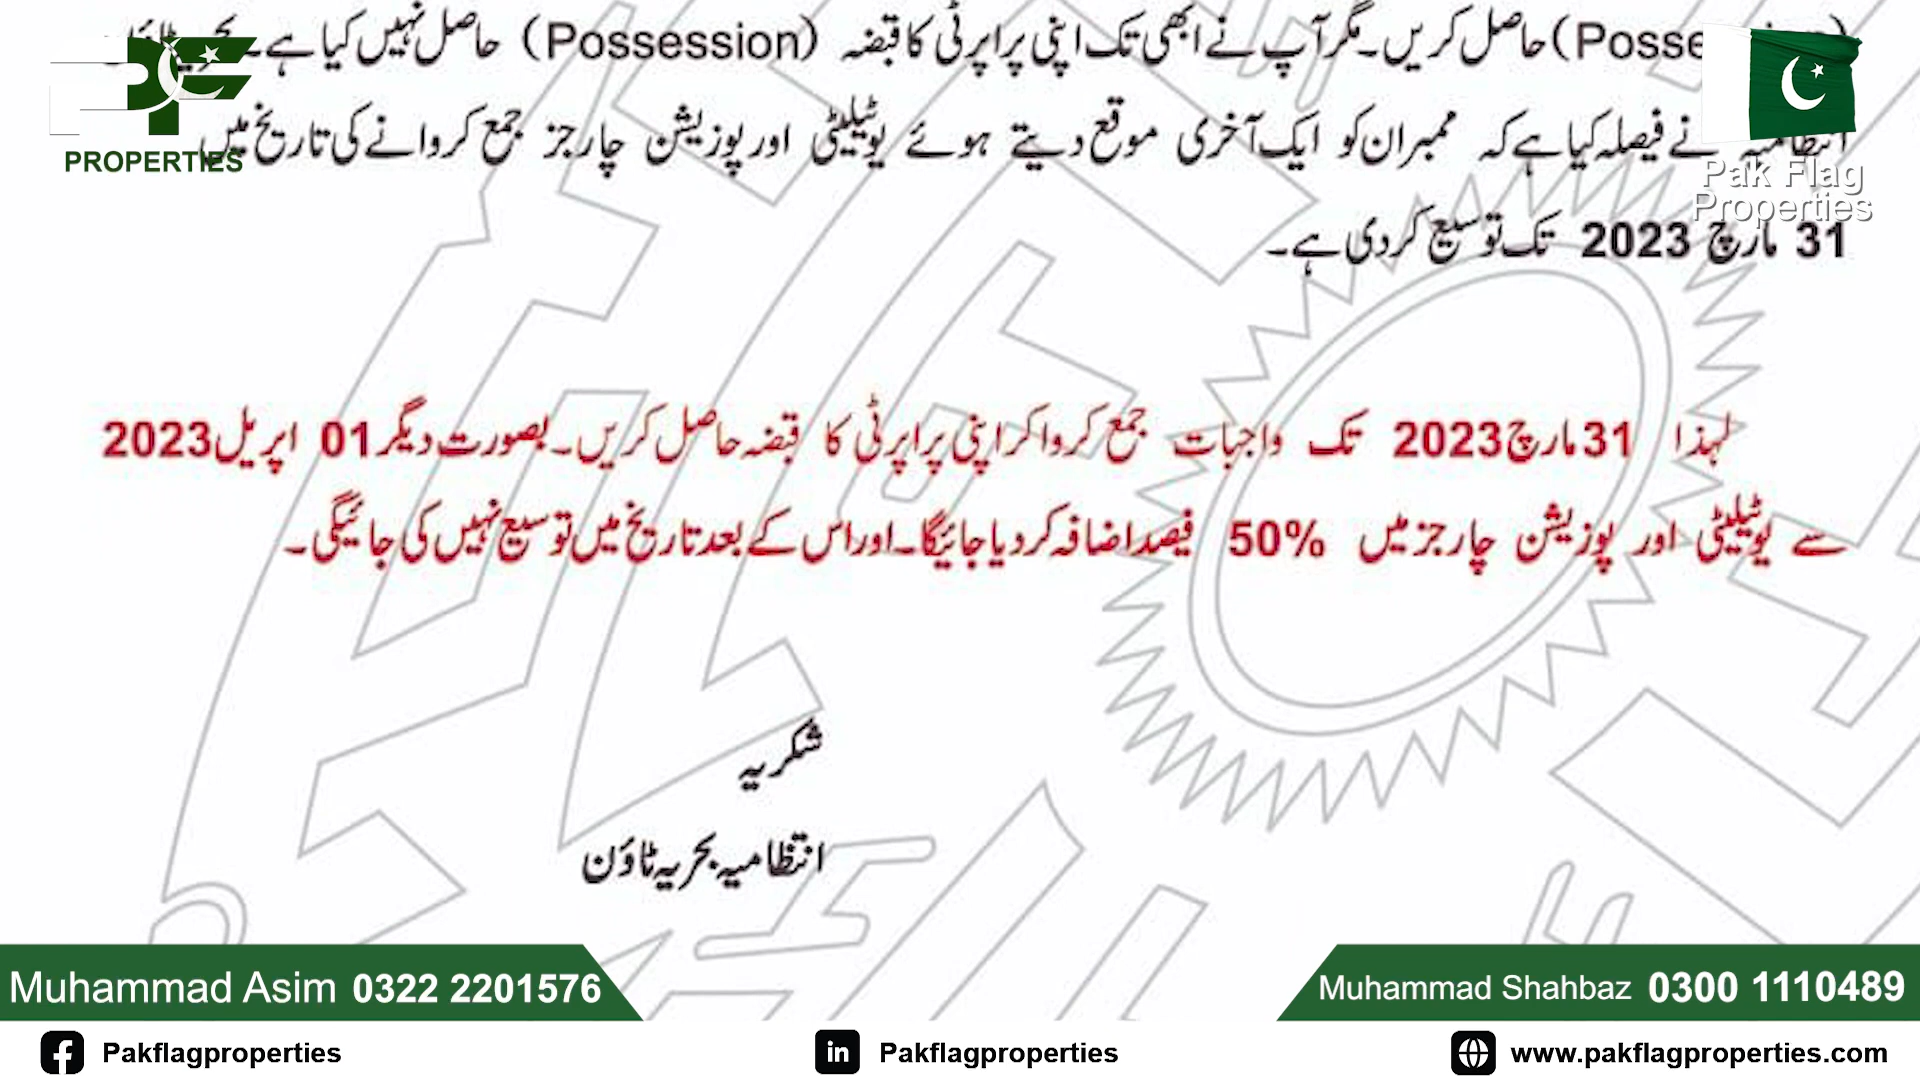 حاصل کریں۔ مگر آپ نے ابھی تک اپنی پراپرٹی کا قبضہ (Possession) حاصل نہیں کیا ہے۔
نے فیصلہ کیا ہے کہ ممبران کو ایک آخری موقع دیتے ہوئے یوٹیلیٹی اور پوزیشن چارجز جمع کروانے کی تاریخ میں
31 مارچ 2023 تک توسیع کر دی ہے۔
لہذا 31 مارچ 2023 تک واجبات جمع کروا کر اپنی پراپرٹی کا قبضہ حاصل کریں۔ بصورت دیگر 01 اپریل 2023
سے یوٹیلیٹی اور پوزیشن چارجز میں 50% فیصد اضافہ کر دیا جائیگا۔ اور اس کے بعد تاریخ میں توسیع نہیں کی جائیگی۔
شکریہ
انتظامیہ بحریہ ٹاؤن
PF
PROPERTIES
Pak Flag
Properties
Muhammad Asim 0322 2201576
Muhammad Shahbaz 0300 1110489
Pakflagproperties
Pakflagproperties
www.pakflagproperties.com